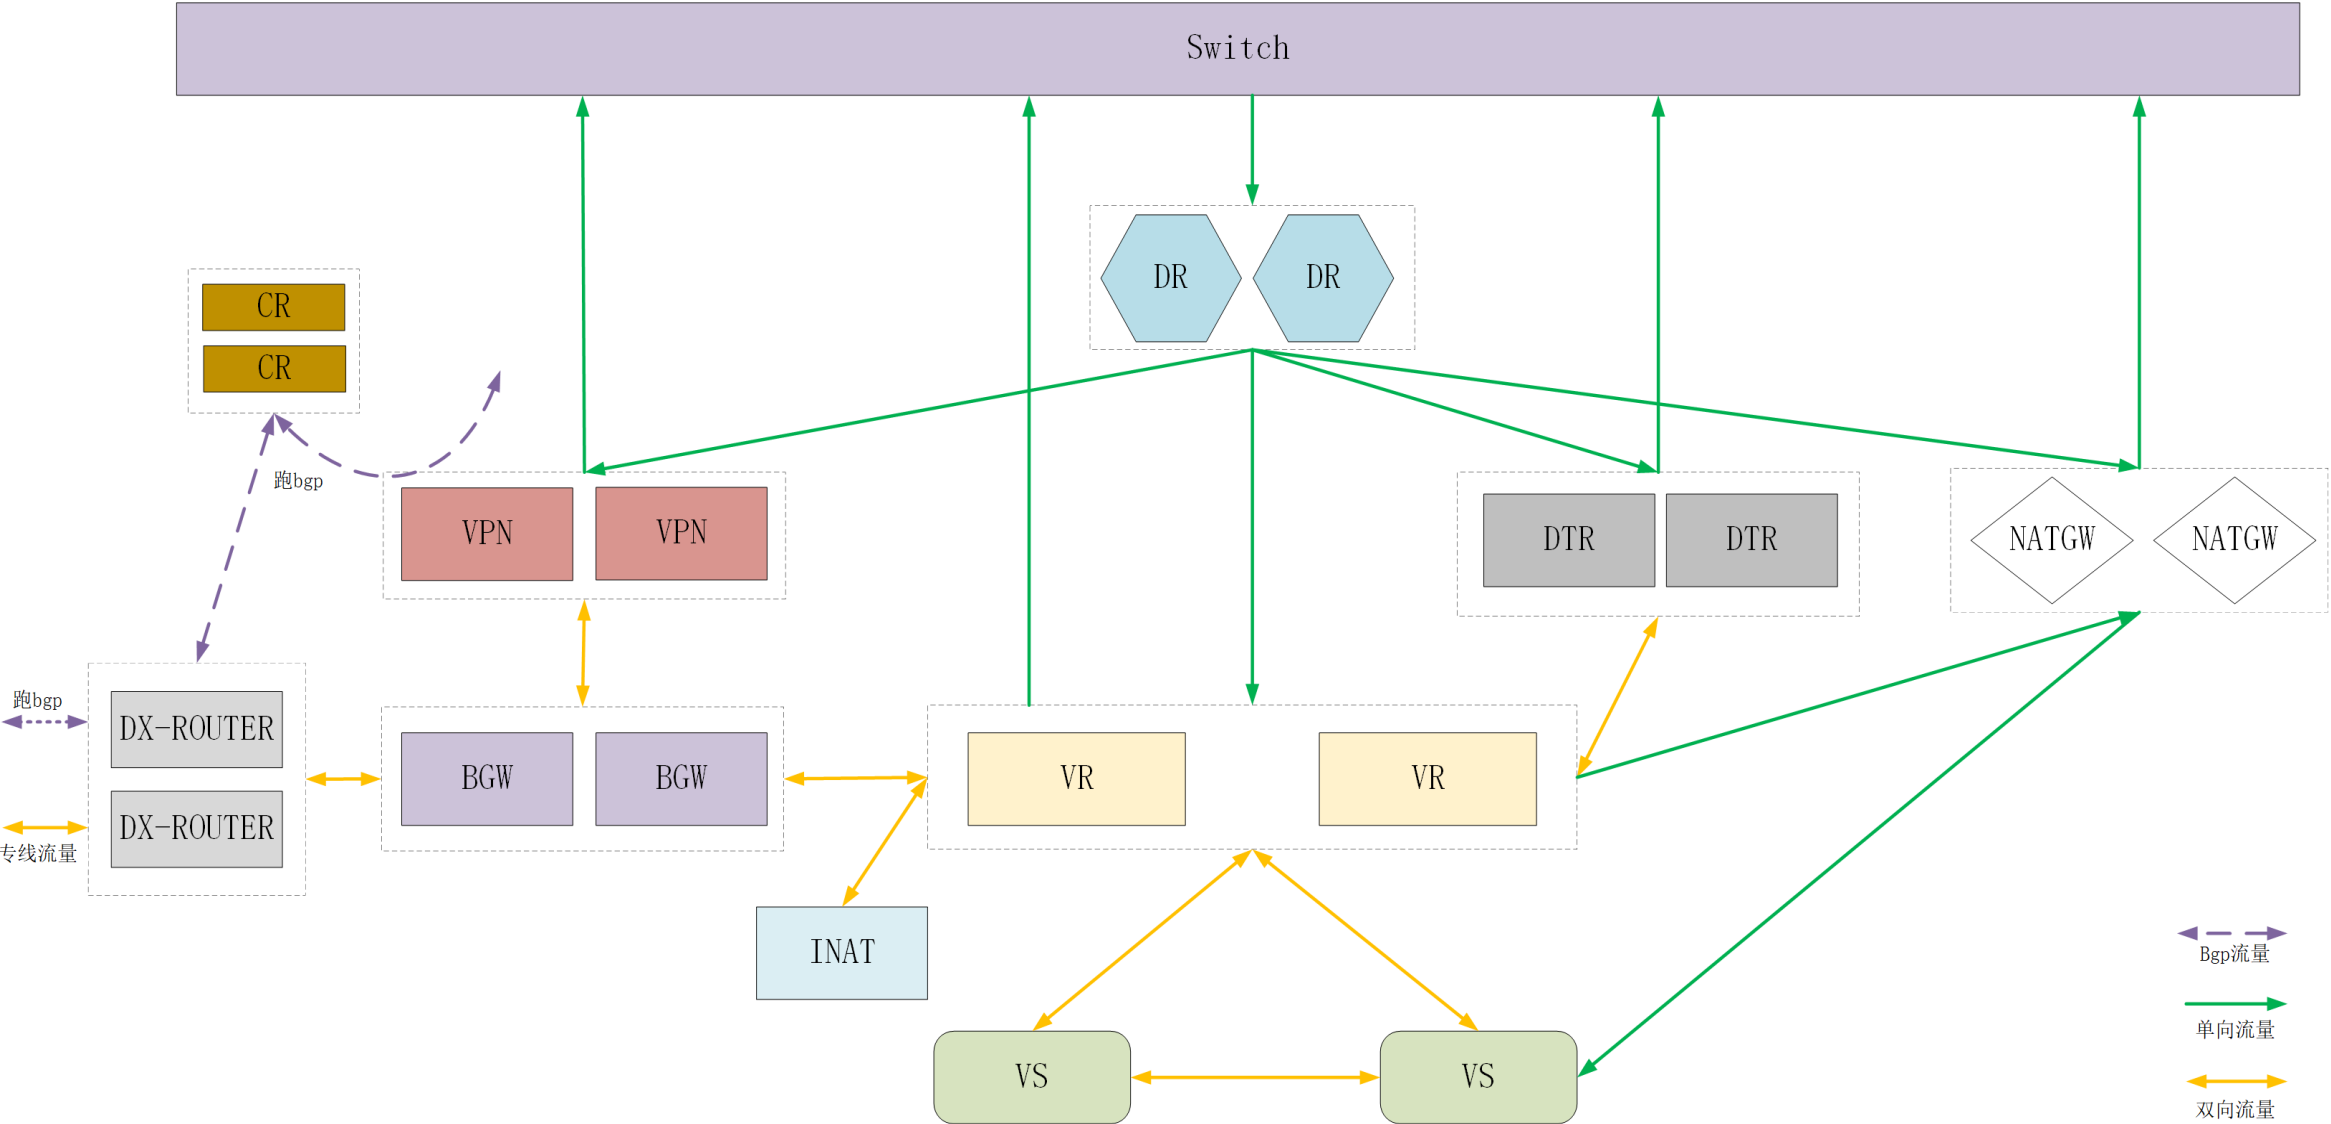 Switch
DR
DR
CR
CR
跑bgp
VPN
VPN
DTR
DTR
NATGW
NATGW
跑bgp
DX-ROUTER
DX-ROUTER
专线流量
BGW
BGW
VR
VR
INAT
VS
VS
Bgp流量
单向流量
双向流量